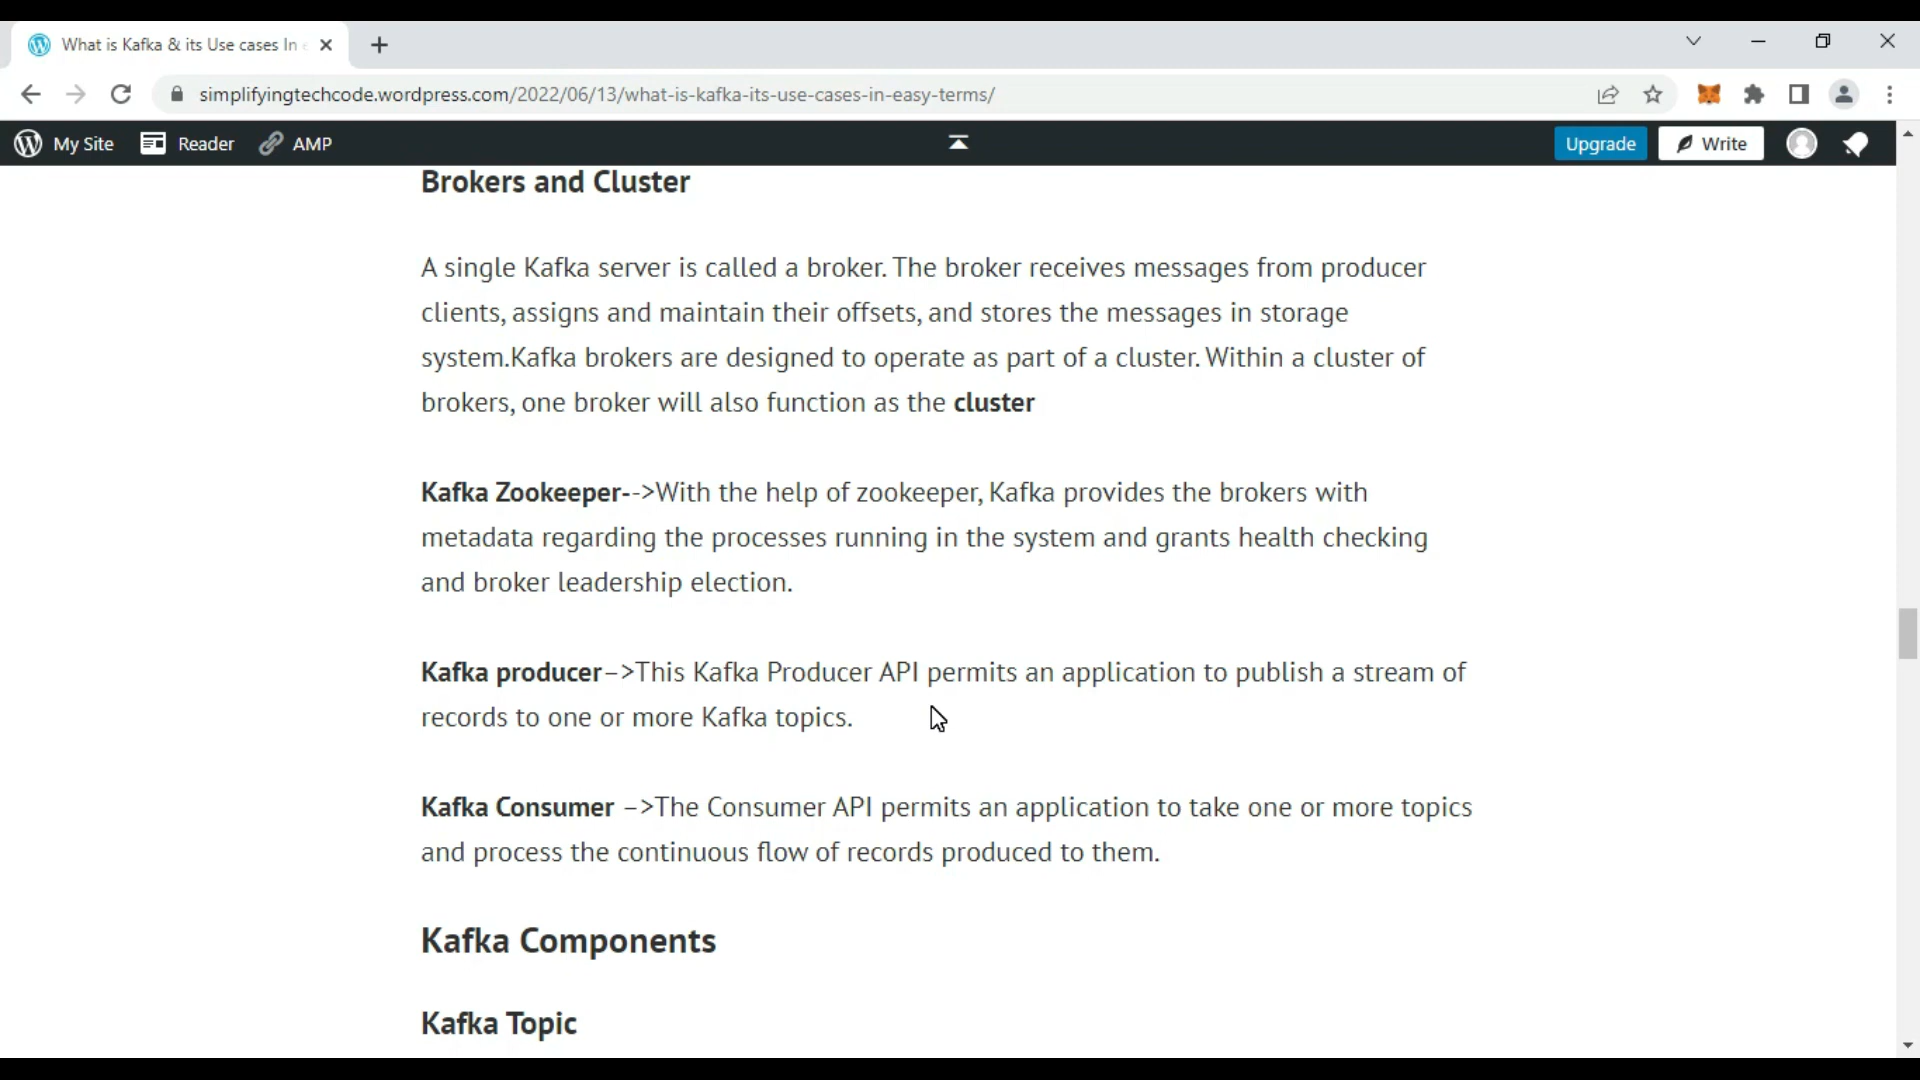 What is Kafka & its Use cases In
simplifyingtechcode.wordpress.com/2022/06/13/what-is-kafka-its-use-cases-in-easy-terms/
My Site Reader AMP Upgrade Write
Brokers and Cluster
A single Kafka server is called a broker. The broker receives messages from producer
clients, assigns and maintain their offsets, and stores the messages in storage
system.Kafka brokers are designed to operate as part of a cluster. Within a cluster of
brokers, one broker will also function as the cluster
Kafka Zookeeper-->With the help of zookeeper, Kafka provides the brokers with
metadata regarding the processes running in the system and grants health checking
and broker leadership election.
Kafka producer–>This Kafka Producer API permits an application to publish a stream of
records to one or more Kafka topics.
Kafka Consumer –>The Consumer API permits an application to take one or more topics
and process the continuous flow of records produced to them.
Kafka Components
Kafka Topic